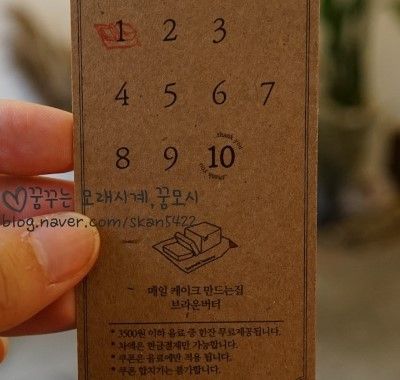 1 2 3
4 5 6 7
8 9 10
thank you
♡꿈꾸는 모래시계, 꿈모시
blog.naver.com/skan5422
매일 케이크 만드는집
브라운버터
* 3500원 이하 음료 중 한잔 무료제공됩니다.
* 차액은 현금결제만 가능합니다.
* 쿠폰은 음료에만 적용 됩니다.
* 쿠폰 합치기는 불가합니다.